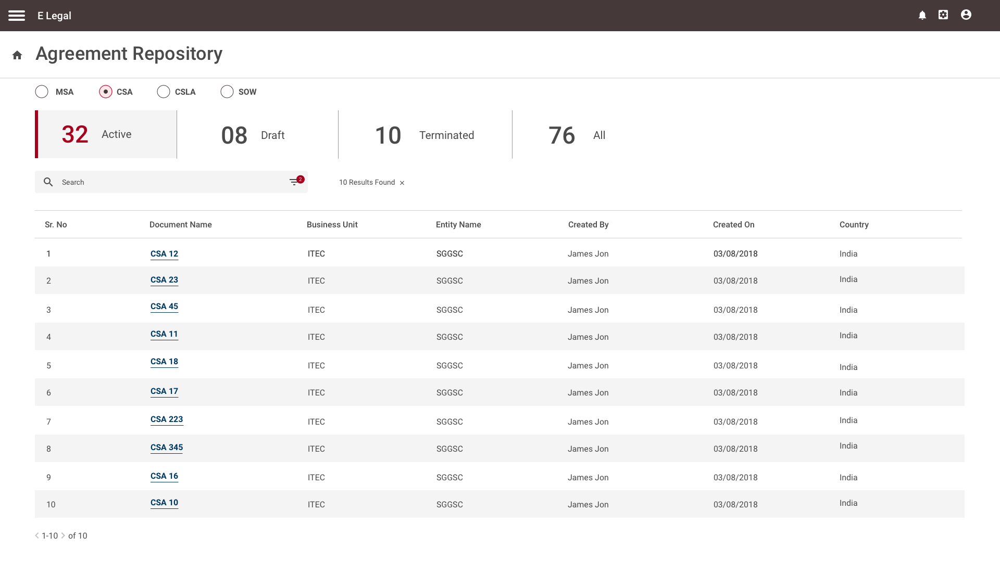 E Legal
Agreement Repository
MSA CSA CSLA SOW
32 Active 08 Draft 10 Terminated 76 All
Search 2 10 Results Found ×
Sr. No Document Name Business Unit Entity Name Created By Created On Country
1 CSA 12 ITEC SGGSC James Jon 03/08/2018 India
2 CSA 23 ITEC SGGSC James Jon 03/08/2018 India
3 CSA 45 ITEC SGGSC James Jon 03/08/2018 India
4 CSA 11 ITEC SGGSC James Jon 03/08/2018 India
5 CSA 18 ITEC SGGSC James Jon 03/08/2018 India
6 CSA 17 ITEC SGGSC James Jon 03/08/2018 India
7 CSA 223 ITEC SGGSC James Jon 03/08/2018 India
8 CSA 345 ITEC SGGSC James Jon 03/08/2018 India
9 CSA 16 ITEC SGGSC James Jon 03/08/2018 India
10 CSA 10 ITEC SGGSC James Jon 03/08/2018 India
< 1-10 > of 10